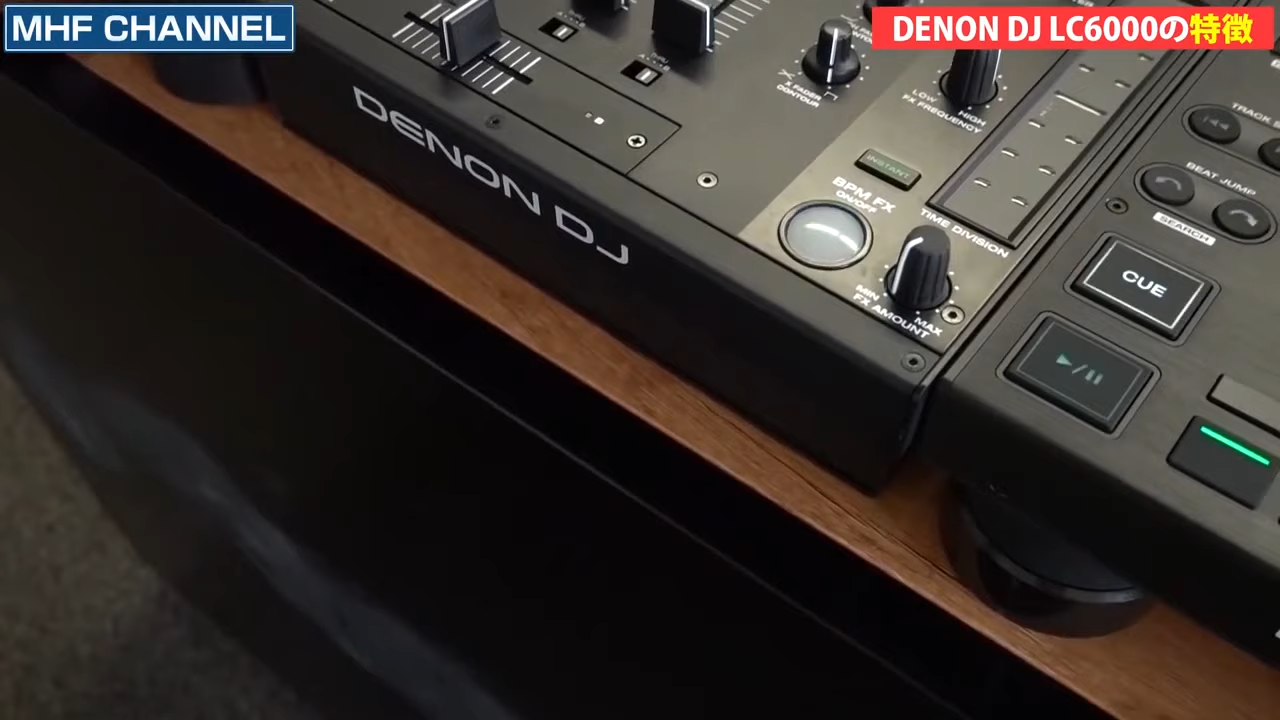 MHF CHANNEL
DENON DJ LC6000の特徴
DENON DJ
X FADER
CONTOUR
LOW
HIGH
FX FREQUENCY
INSTANT
BPM FX
ON/OFF
TIME DIVISION
MIN
MAX
FX AMOUNT
TRACK
BEAT JUMP
SEARCH
CUE